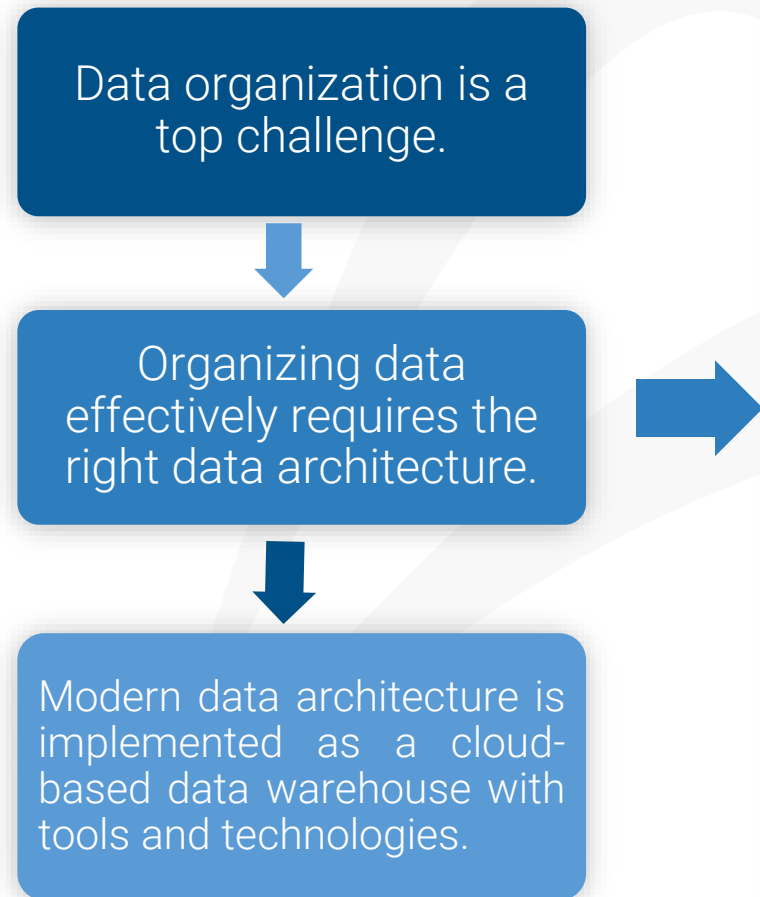 Data organization is a
top challenge.
Organizing data
effectively requires the
right data architecture.
Modern data architecture is
implemented as a cloud-
based data warehouse with
tools and technologies.